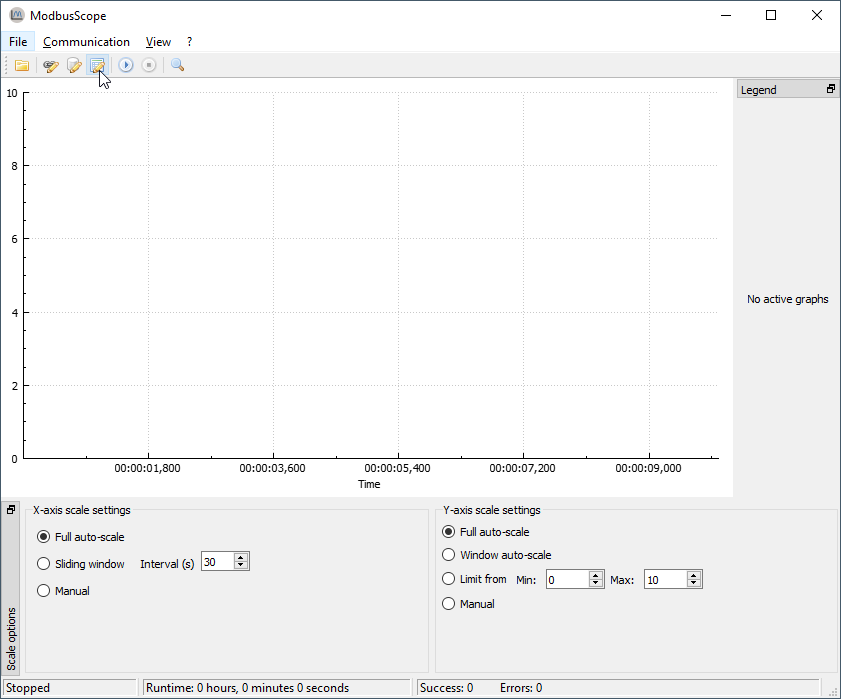 ModbusScope
File Communication View ?
Legend
10
8
6
4
2
0
00:00:01,800 00:00:03,600 00:00:05,400 00:00:07,200 00:00:09,000
Time
No active graphs
Scale options
X-axis scale settings
Full auto-scale
Sliding window Interval (s) 30
Manual
Y-axis scale settings
Full auto-scale
Window auto-scale
Limit from Min: 0 Max: 10
Manual
Stopped Runtime: 0 hours, 0 minutes 0 seconds Success: 0 Errors: 0